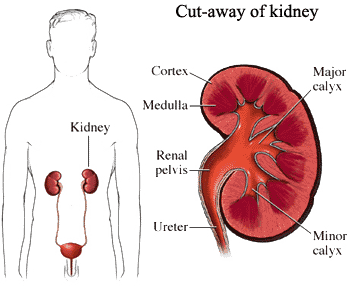 Cut-away of kidney
Kidney
Cortex
Medulla
Renal
pelvis
Ureter
Major
calyx
Minor
calyx